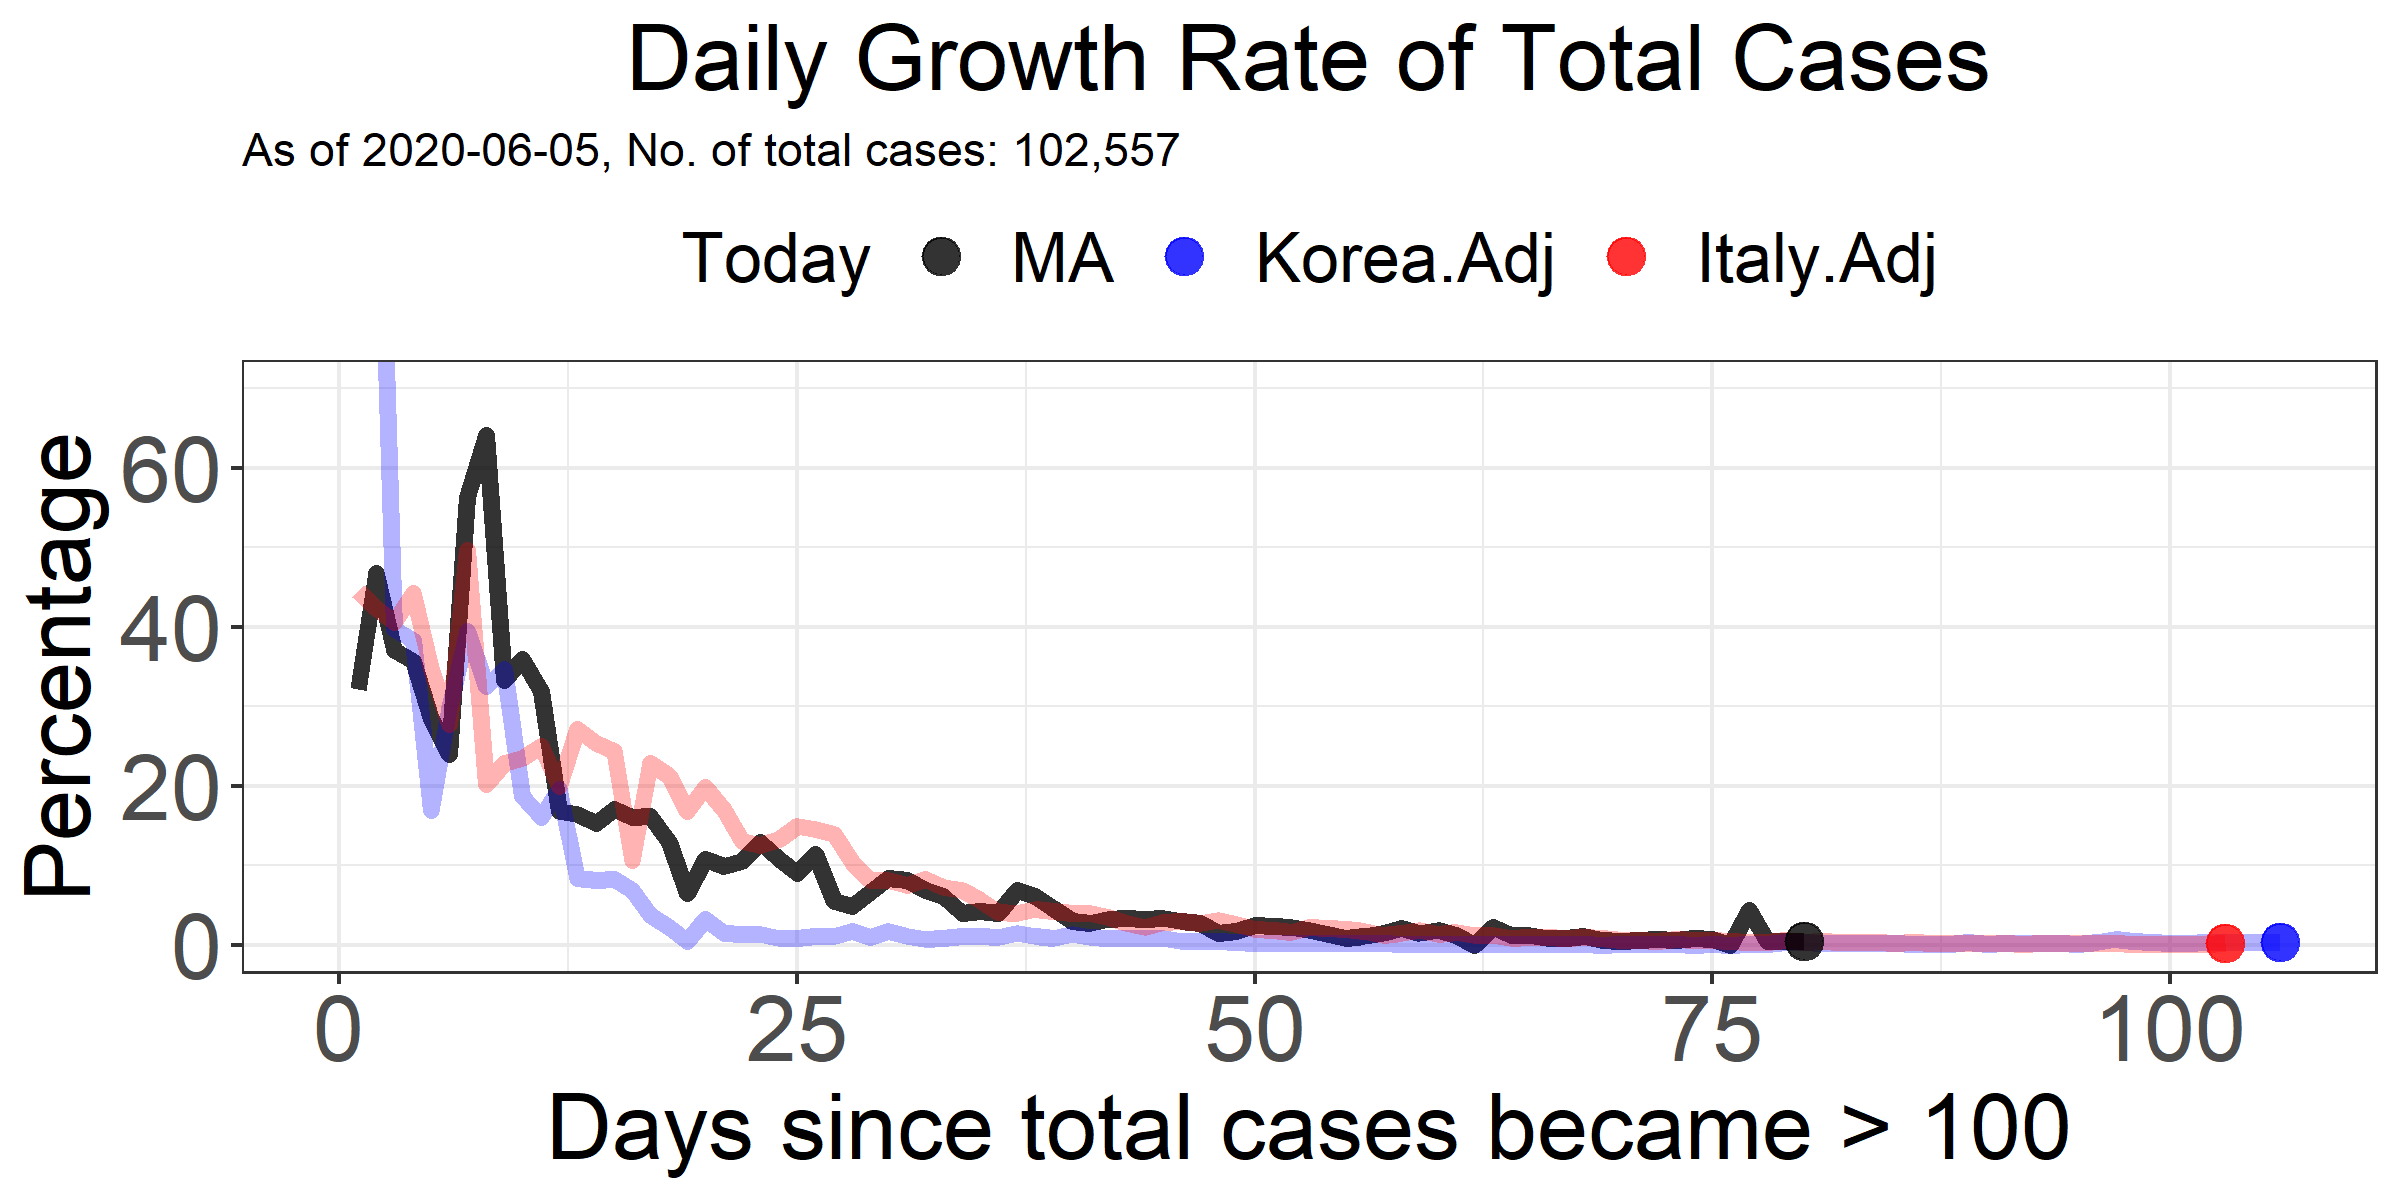 Daily Growth Rate of Total Cases
As of 2020-06-05, No. of total cases: 102,557
Today MA Korea.Adj Italy.Adj
Percentage
60
40
20
0
0 25 50 75 100
Days since total cases became > 100